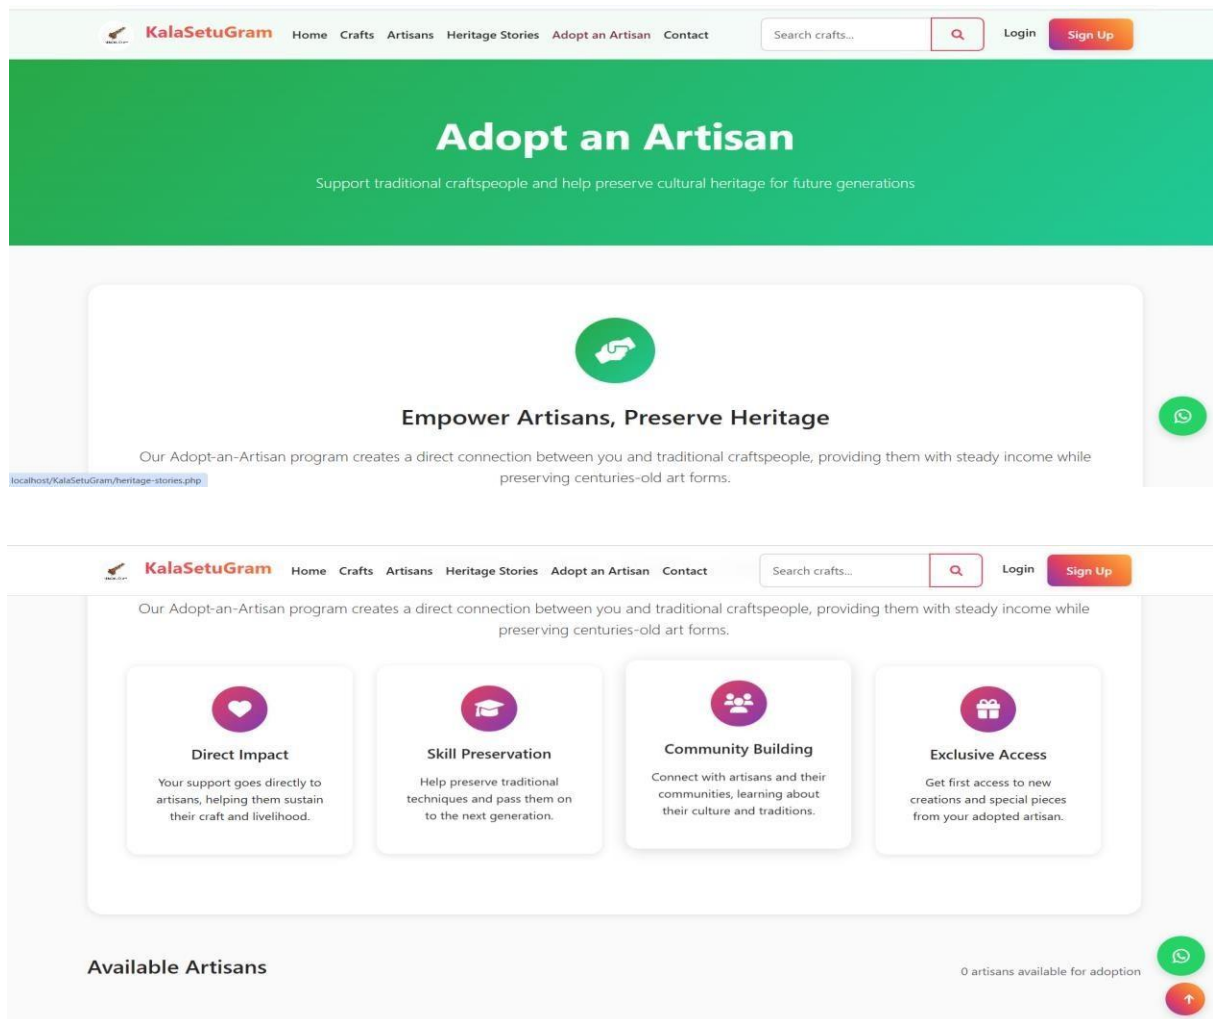 KalaSetuGram Home Crafts Artisans Heritage Stories Adopt an Artisan Contact Search crafts... Login Sign Up
Adopt an Artisan
Support traditional craftspeople and help preserve cultural heritage for future generations
Empower Artisans, Preserve Heritage
Our Adopt-an-Artisan program creates a direct connection between you and traditional craftspeople, providing them with steady income while
preserving centuries-old art forms.
localhost/KalaSetuGram/heritage-stories.php
KalaSetuGram Home Crafts Artisans Heritage Stories Adopt an Artisan Contact Search crafts... Login Sign Up
Our Adopt-an-Artisan program creates a direct connection between you and traditional craftspeople, providing them with steady income while
preserving centuries-old art forms.
Direct Impact
Your support goes directly to
artisans, helping them sustain
their craft and livelihood.
Skill Preservation
Help preserve traditional
techniques and pass them on
to the next generation.
Community Building
Connect with artisans and their
communities, learning about
their culture and traditions.
Exclusive Access
Get first access to new
creations and special pieces
from your adopted artisan.
Available Artisans
0 artisans available for adoption